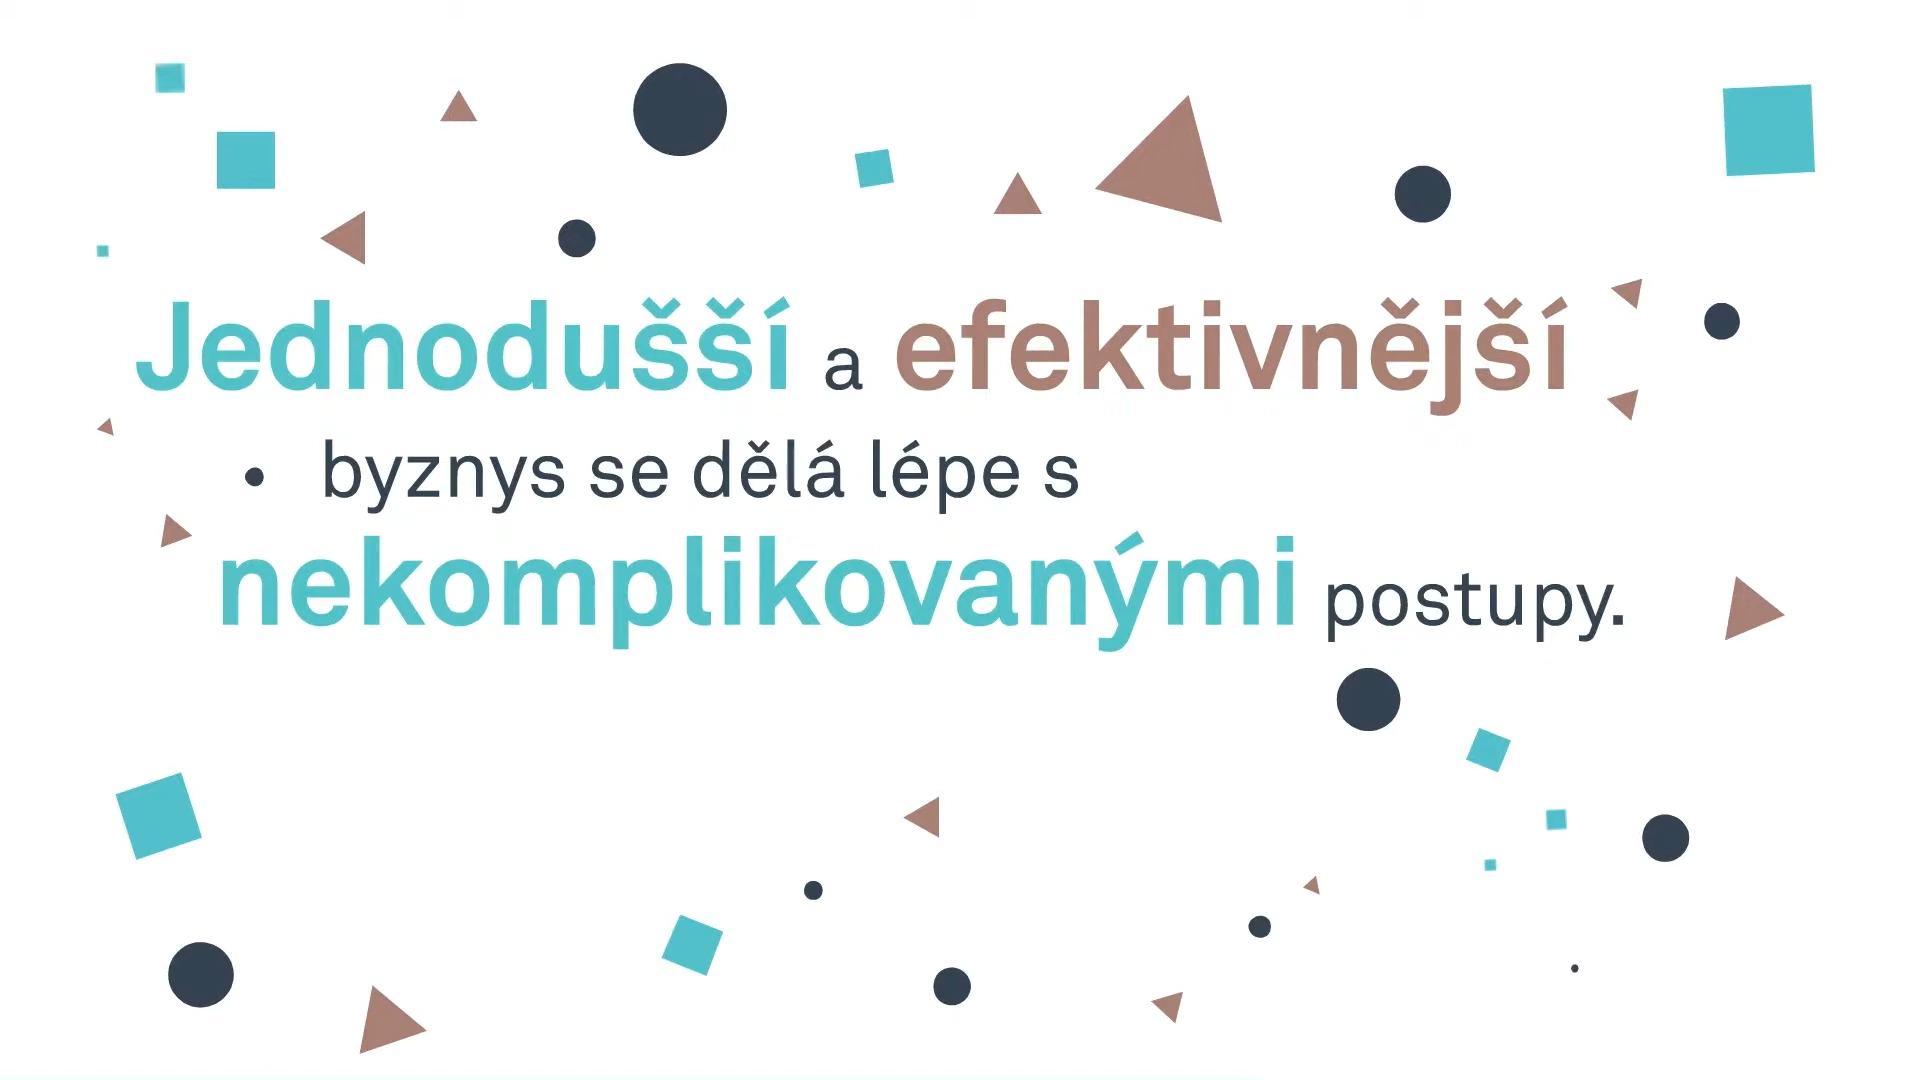 Jednodušší a efektivnější
byznys se dělá lépe s
nekomplikovanými postupy.